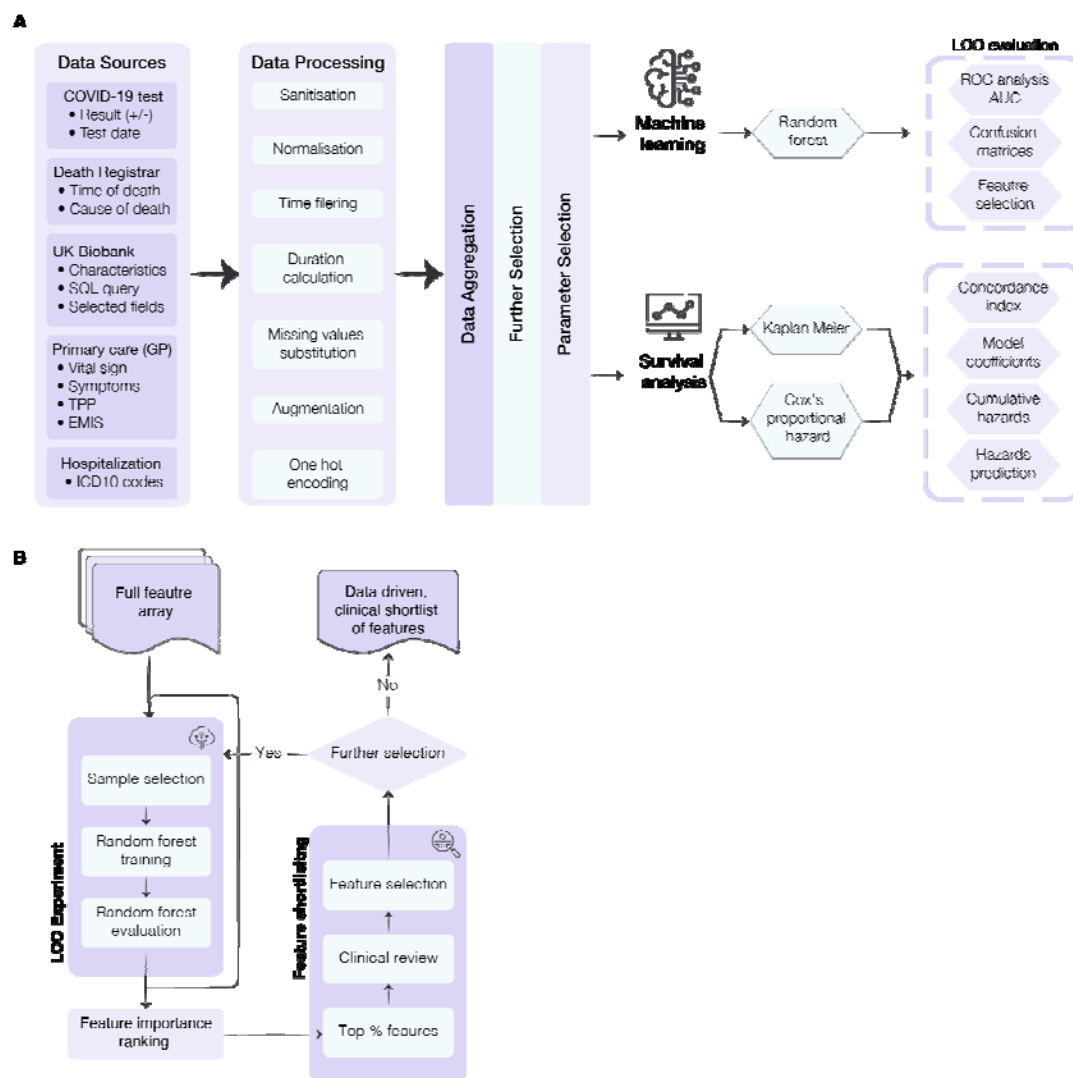 A
Data Sources
COVID-19 test
• Result (+/-)
• Test date
Death Registrar
• Time of death
• Cause of death
UK Biobank
• Characteristics
• SQL query
• Selected fields
Primary care (GP)
• Vital sign
• Symptoms
• TPP
• EMIS
Hospitalization
• ICD10 codes
Data Processing
Sanitisation
Normalisation
Time filering
Duration
calculation
Missing values
substitution
Augmentation
One hot
encoding
Data Aggregation
Further Selection
Parameter Selection
Machine
learning
Random
forest
LOO evaluation
ROC analysis
AUC
Confusion
matrices
Feautre
selection
Survival
analysis
Kaplan Meier
Cox's
proportional
hazard
Concordance
index
Model
coefficients
Cumulative
hazards
Hazards
prediction
B
Full feautre
array
LOO Experiment
Sample selection
Random forest
training
Random forest
evaluation
Feature importance
ranking
Data driven,
clinical shortlist
of features
No
Yes
Further selection
Feature shortlisitng
Feature selection
Clinical review
Top % feaures